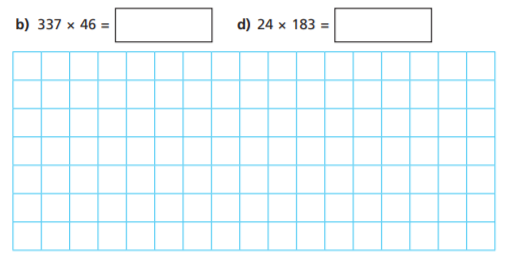 b) 337 × 46 = d) 24 × 183 =